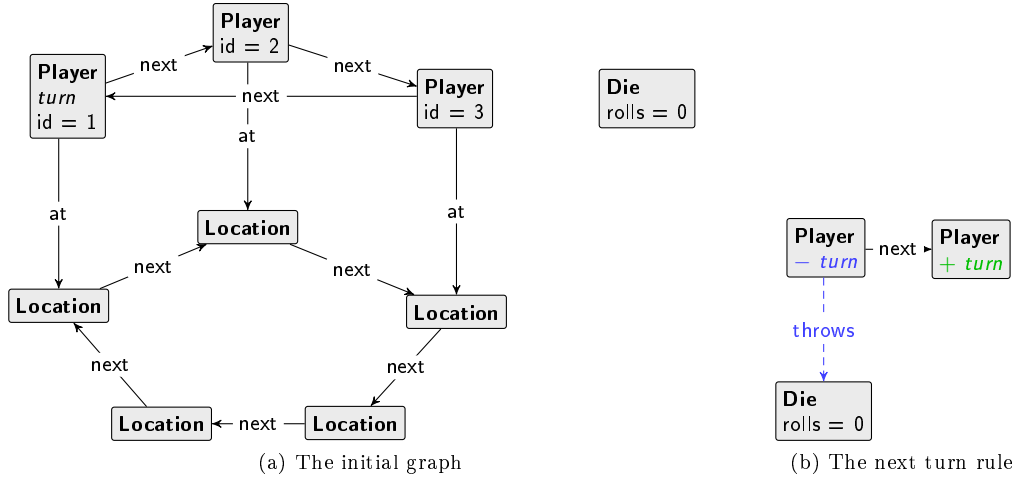 Player
id = 2
Player
turn
id = 1
next
next
Player
id = 3
next
Die
rolls = 0
at
at
at
Location
Player
− turn
next
Player
+ turn
next
next
Location
Location
throws
next
next
Location
next
Location
Die
rolls = 0
(a) The initial graph
(b) The next turn rule